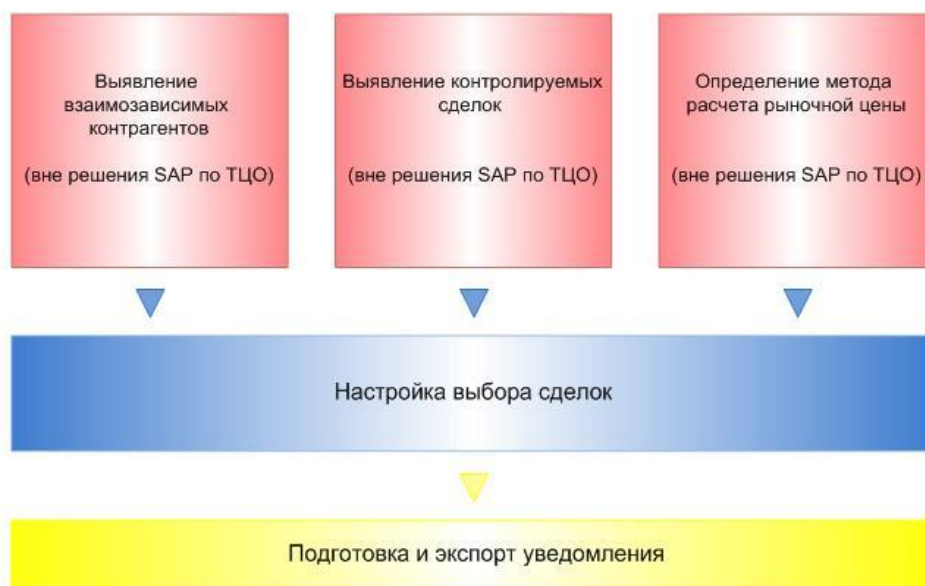 Выявление
взаимозависимых
контрагентов
(вне решения SAP по ТЦО)
Выявление контролируемых
сделок
(вне решения SAP по ТЦО)
Определение метода
расчета рыночной цены
(вне решения SAP по ТЦО)
Настройка выбора сделок
Подготовка и экспорт уведомления